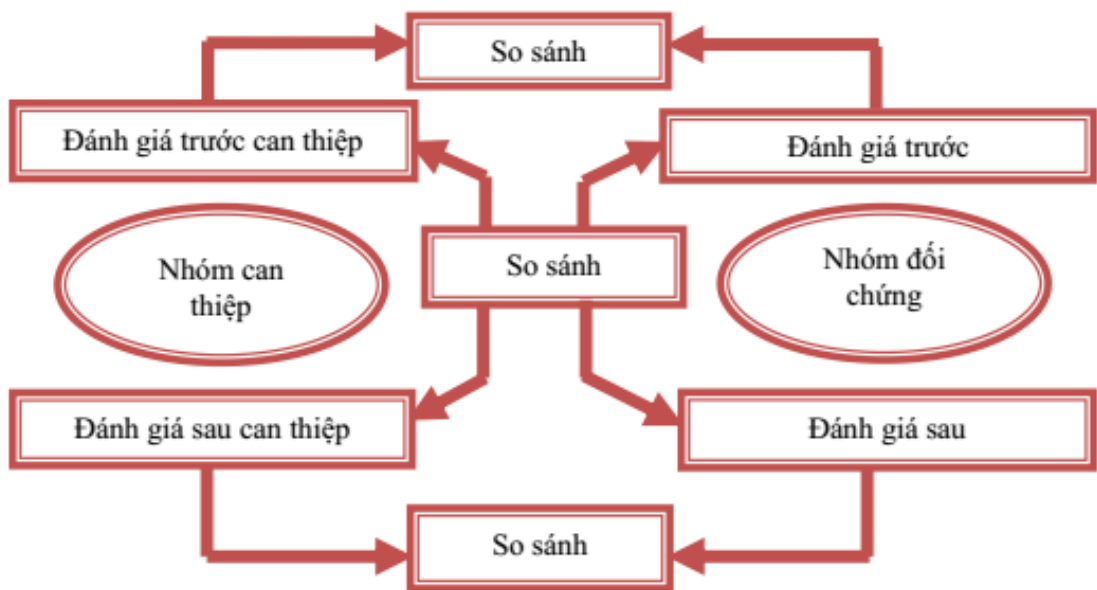 So sánh
Đánh giá trước can thiệp
Đánh giá trước
Nhóm can
thiệp
So sánh
Nhóm đối
chứng
Đánh giá sau can thiệp
Đánh giá sau
So sánh